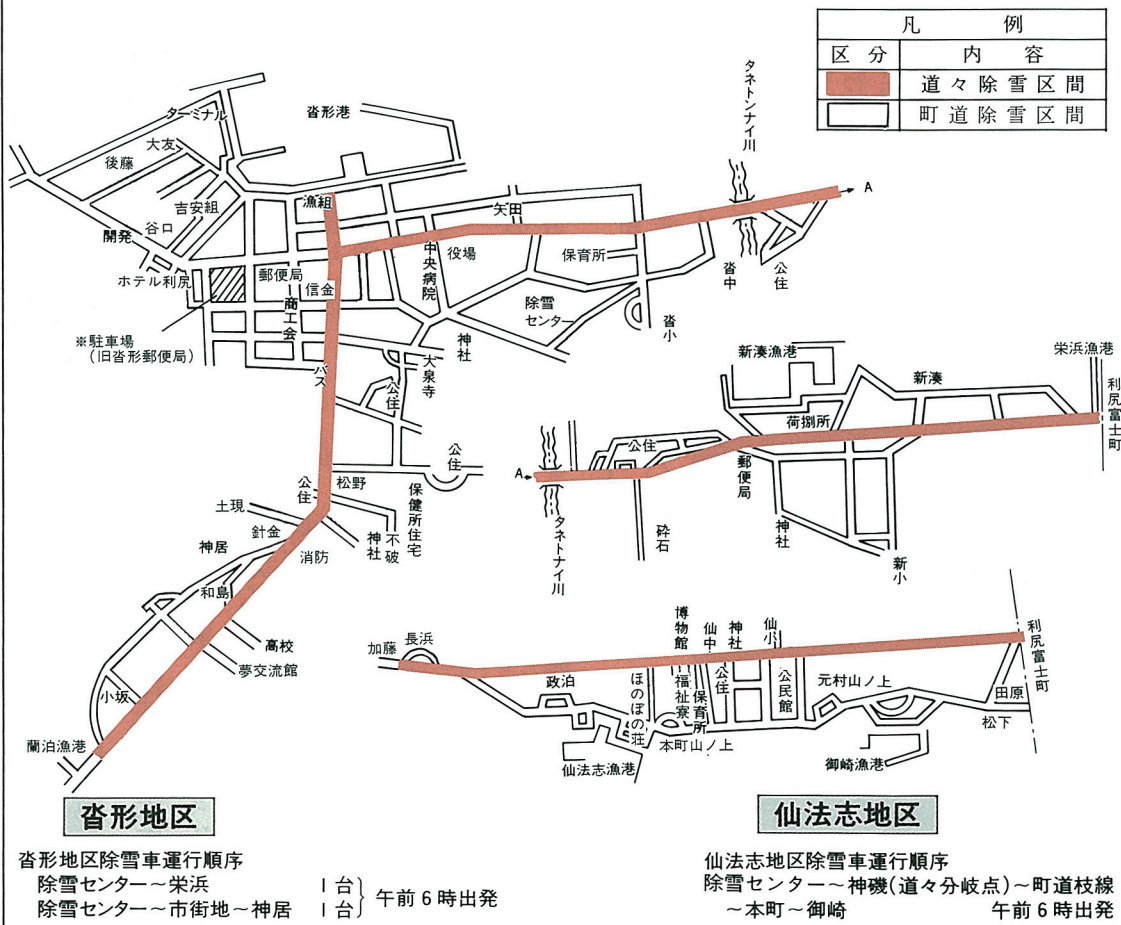 凡 例
区 分 内 容
道々除雪区間
町道除雪区間
タネトンナイ川
ターミナル
沓形港
大友
後藤
吉安組
漁組
矢田
A
谷口
開発
中央病院
役場
保育所
沓中
公住
ホテル利尻
郵便局
信金
商工会
除雪
センター
沓小
神社
※駐車場
(旧沓形郵便局)
バス
大泉寺
公住
公住
新湊漁港
新湊
栄浜漁港
利尻富士町
荷捌所
公住
A
郵便局
タネトナイ川
砕石
神社
新小
公住
松野
保健所住宅
土現
針金
消防
神社
不破
神居
和島
高校
夢交流館
小坂
蘭泊漁港
加藤
長浜
博物館
仙中
神社
仙小
利尻富士町
政泊
ほのぼの荘
福祉寮
保育所
公住
公民館
元村山ノ上
田原
松下
本町山ノ上
仙法志漁港
御崎漁港
沓形地区
沓形地区除雪車運行順序
除雪センター~栄浜 1台
除雪センター~市街地~神居 1台
午前6時出発
仙法志地区
仙法志地区除雪車運行順序
除雪センター~神磯(道々分岐点)~町道枝線
~本町~御崎 午前6時出発